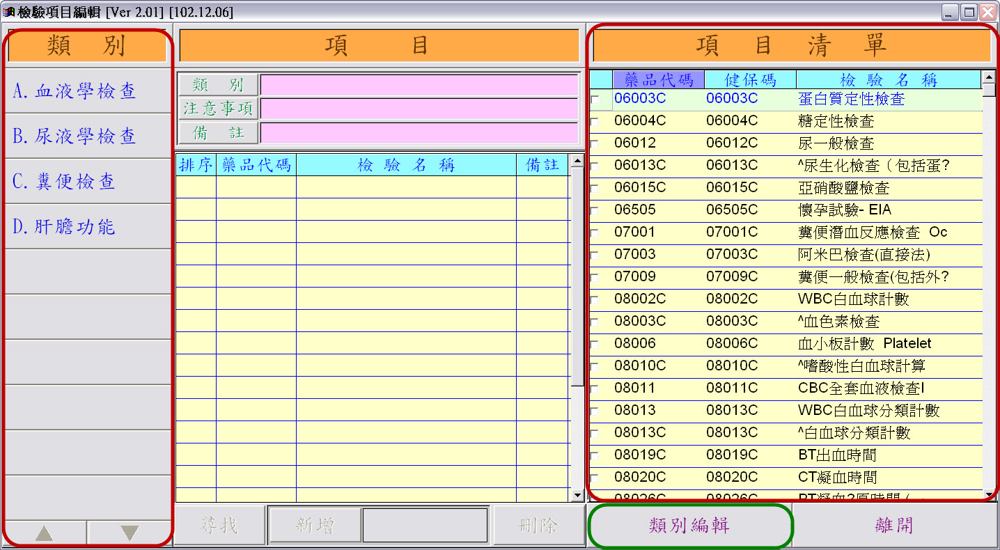 檢驗項目編輯 [Ver 2.01] [102.12.06]
類 別
A.血液學檢查
B.尿液學檢查
C.糞便檢查
D.肝膽功能
項 目
類 別
注意事項
備 註
排序 藥品代碼 檢 驗 名 稱 備註
尋找 新增 刪除
項 目 清 單
藥品代碼 健保碼 檢 驗 名 稱
06003C 06003C 蛋白質定性檢查
06004C 06004C 糖定性檢查
06012 06012C 尿一般檢查
06013C 06013C ^尿生化檢查（包括蛋?
06015C 06015C 亞硝酸鹽檢查
06505 06505C 懷孕試驗- EIA
07001 07001C 糞便潛血反應檢查 Oc
07003 07003C 阿米巴檢查(直接法)
07009 07009C 糞便一般檢查(包括外?
08002C 08002C WBC白血球計數
08003C 08003C ^血色素檢查
08006 08006C 血小板計數 Platelet
08010C 08010C ^嗜酸性白血球計算
08011 08011C CBC全套血液檢查I
08013 08013C WBC白血球分類計數
08013C 08013C ^白血球分類計數
08019C 08019C BT出血時間
08020C 08020C CT凝血時間
08026C 08026C PT凝血?原時間（
類別編輯 離開